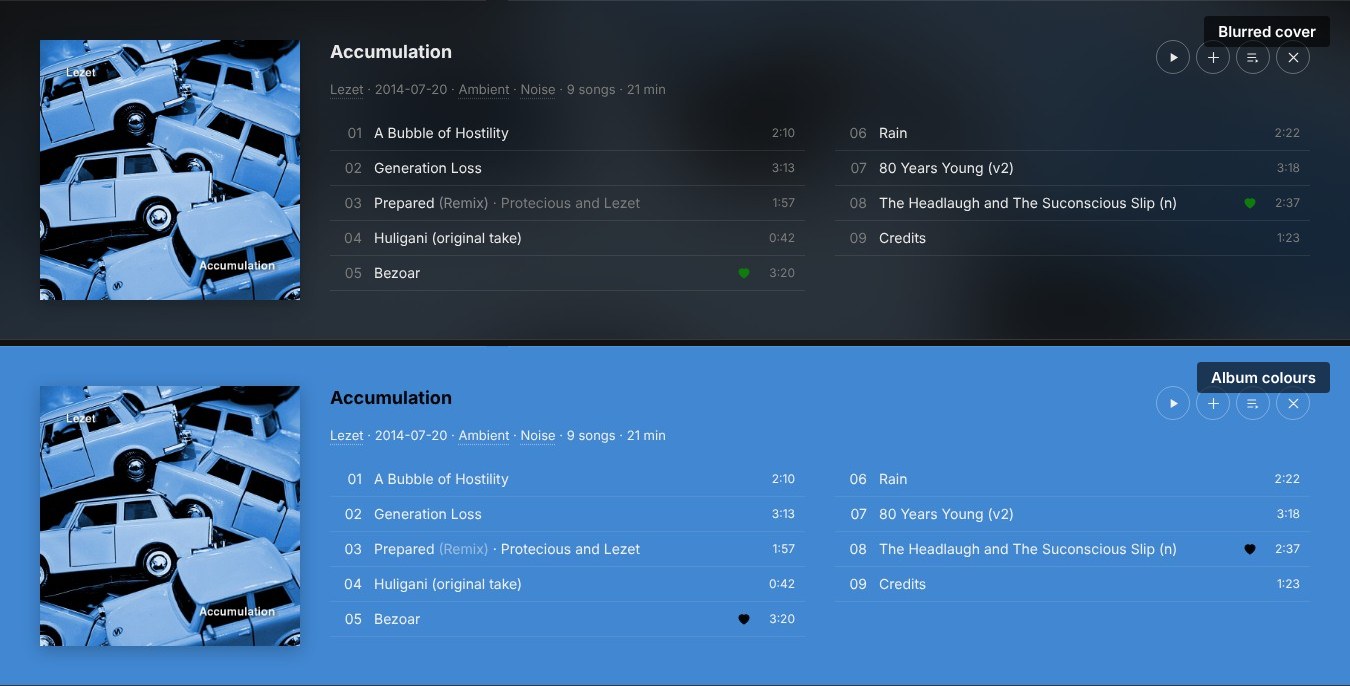 Blurred cover
Lezet
Accumulation
Accumulation
Lezet · 2014-07-20 · Ambient · Noise · 9 songs · 21 min
01 A Bubble of Hostility 2:10
02 Generation Loss 3:13
03 Prepared (Remix) · Protecious and Lezet 1:57
04 Huligani (original take) 0:42
05 Bezoar 3:20
06 Rain 2:22
07 80 Years Young (v2) 3:18
08 The Headlaugh and The Suconscious Slip (n) 2:37
09 Credits 1:23
Album colours
Lezet
Accumulation
Accumulation
Lezet · 2014-07-20 · Ambient · Noise · 9 songs · 21 min
01 A Bubble of Hostility 2:10
02 Generation Loss 3:13
03 Prepared (Remix) · Protecious and Lezet 1:57
04 Huligani (original take) 0:42
05 Bezoar 3:20
06 Rain 2:22
07 80 Years Young (v2) 3:18
08 The Headlaugh and The Suconscious Slip (n) 2:37
09 Credits 1:23